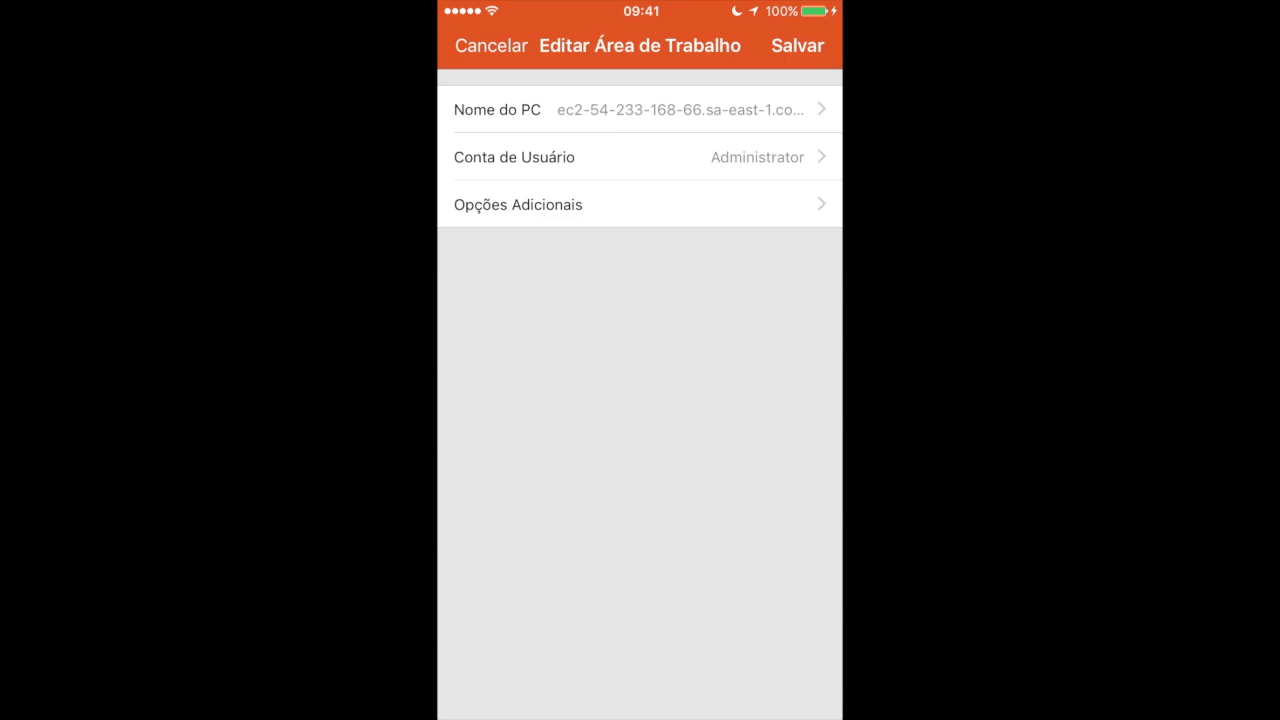 09:41 100%
Cancelar Editar Área de Trabalho Salvar
Nome do PC ec2-54-233-168-66.sa-east-1.co...
Conta de Usuário Administrator
Opções Adicionais